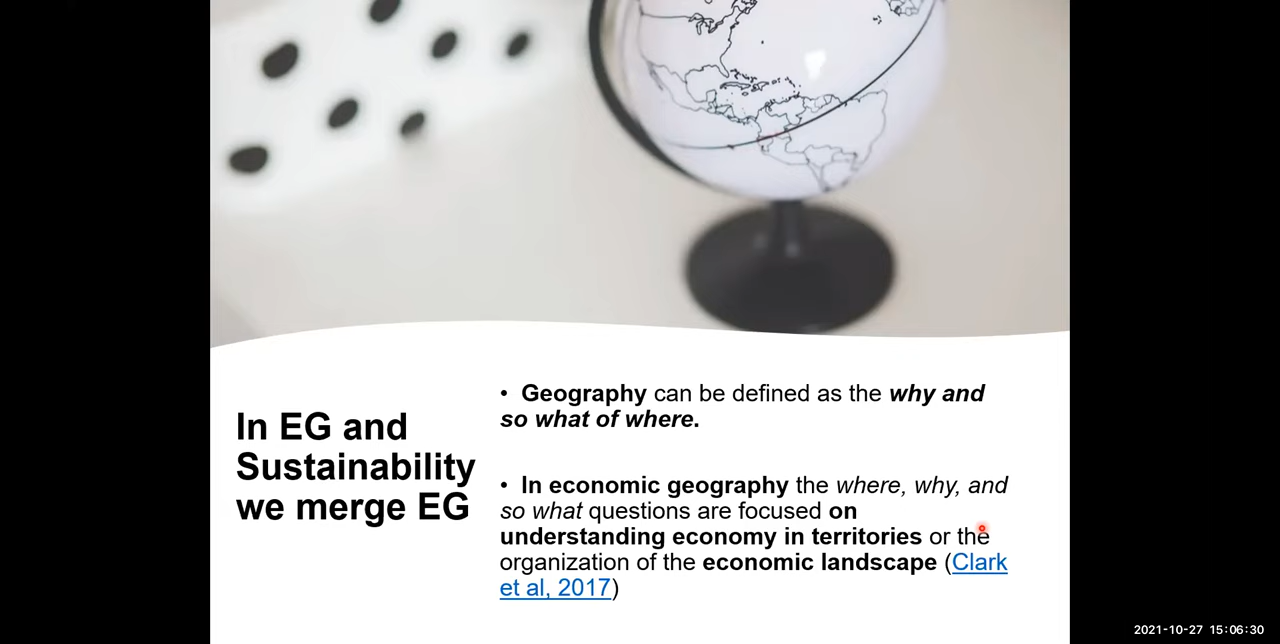 In EG and
Sustainability
we merge EG
• Geography can be defined as the why and
so what of where.
• In economic geography the where, why, and
so what questions are focused on
understanding economy in territories or the
organization of the economic landscape (Clark
et al, 2017)
2021-10-27 15:06:30